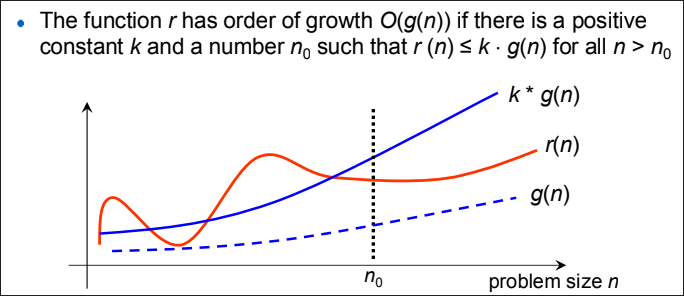 • The function r has order of growth O(g(n)) if there is a positive
constant k and a number n₀ such that r (n) ≤ k · g(n) for all n > n₀
k * g(n)
r(n)
g(n)
n₀
problem size n